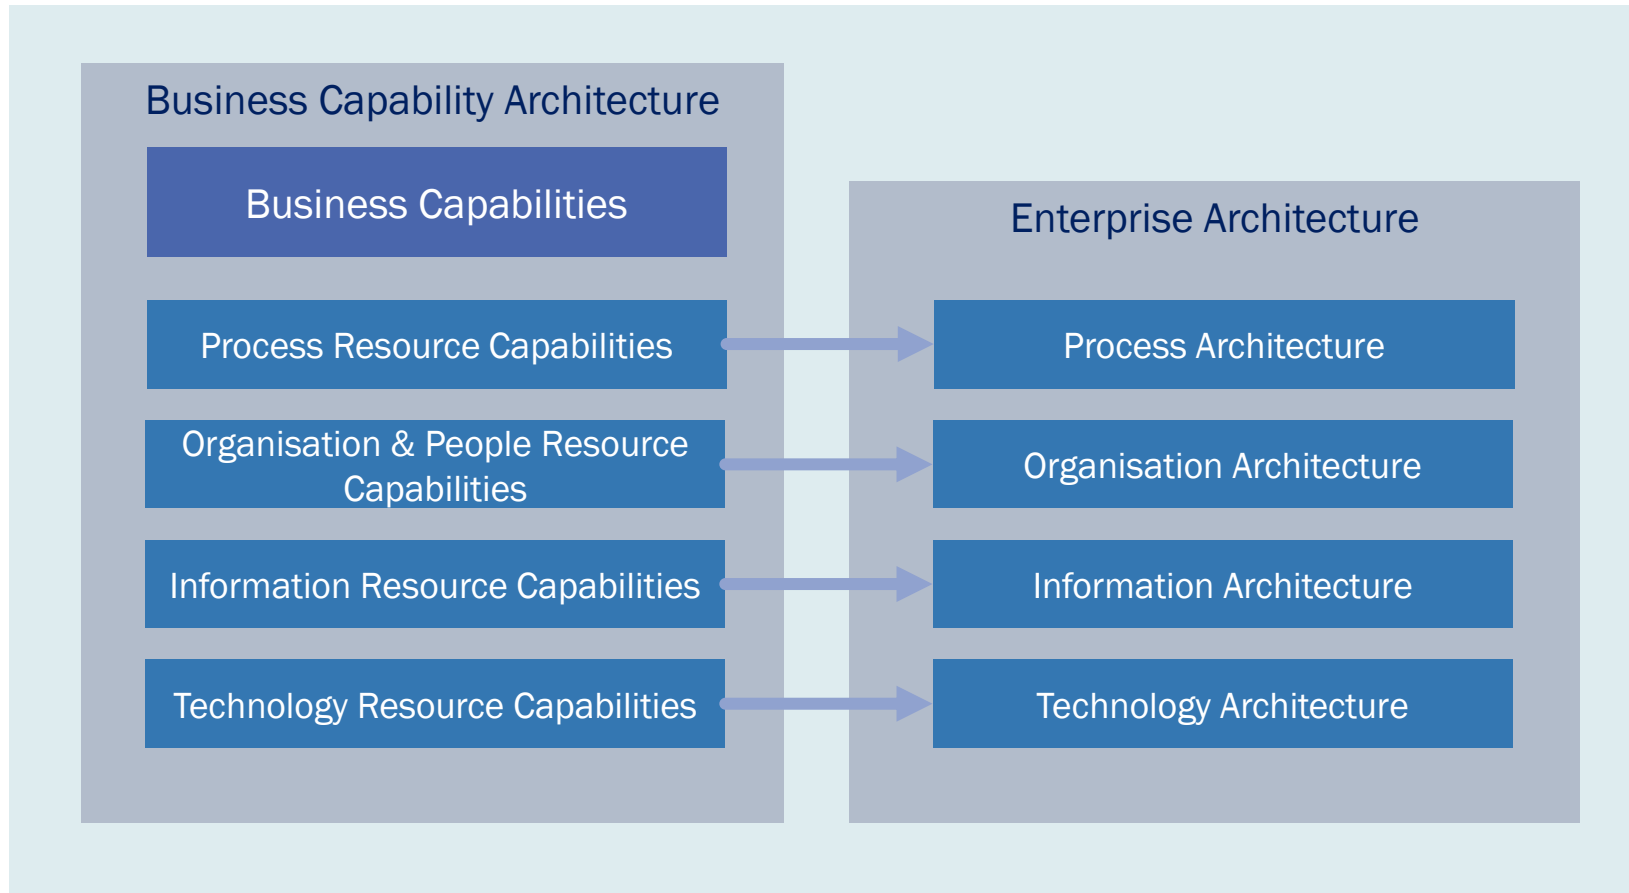 Business Capability Architecture
Business Capabilities
Process Resource Capabilities
Organisation & People Resource
Capabilities
Information Resource Capabilities
Technology Resource Capabilities
Enterprise Architecture
Process Architecture
Organisation Architecture
Information Architecture
Technology Architecture